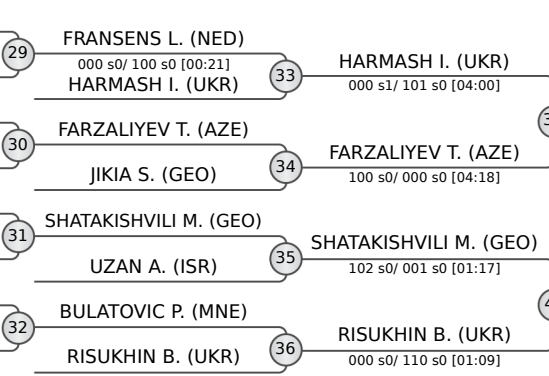 FRANSENS L. (NED)
29
000 s0/ 100 s0 [00:21]
HARMASH I. (UKR)
33
HARMASH I. (UKR)
000 s1/ 101 s0 [04:00]
FARZALIYEV T. (AZE)
30
JIKIA S. (GEO)
34
FARZALIYEV T. (AZE)
100 s0/ 000 s0 [04:18]
SHATAKISHVILI M. (GEO)
31
UZAN A. (ISR)
35
SHATAKISHVILI M. (GEO)
102 s0/ 001 s0 [01:17]
BULATOVIC P. (MNE)
32
RISUKHIN B. (UKR)
36
RISUKHIN B. (UKR)
000 s0/ 110 s0 [01:09]